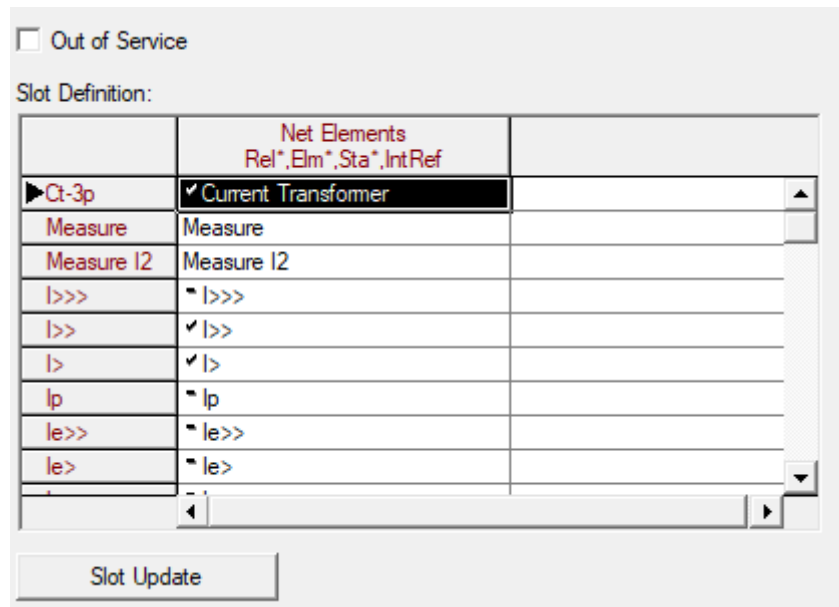 Out of Service
Slot Definition:
Net Elements
Rel*,Elm*,Sta*,IntRef
Ct-3p Current Transformer
Measure Measure
Measure I2 Measure I2
I>>> I>>>
I>> I>>
I> I>
Ip Ip
Ie>> Ie>>
Ie> Ie>
Slot Update